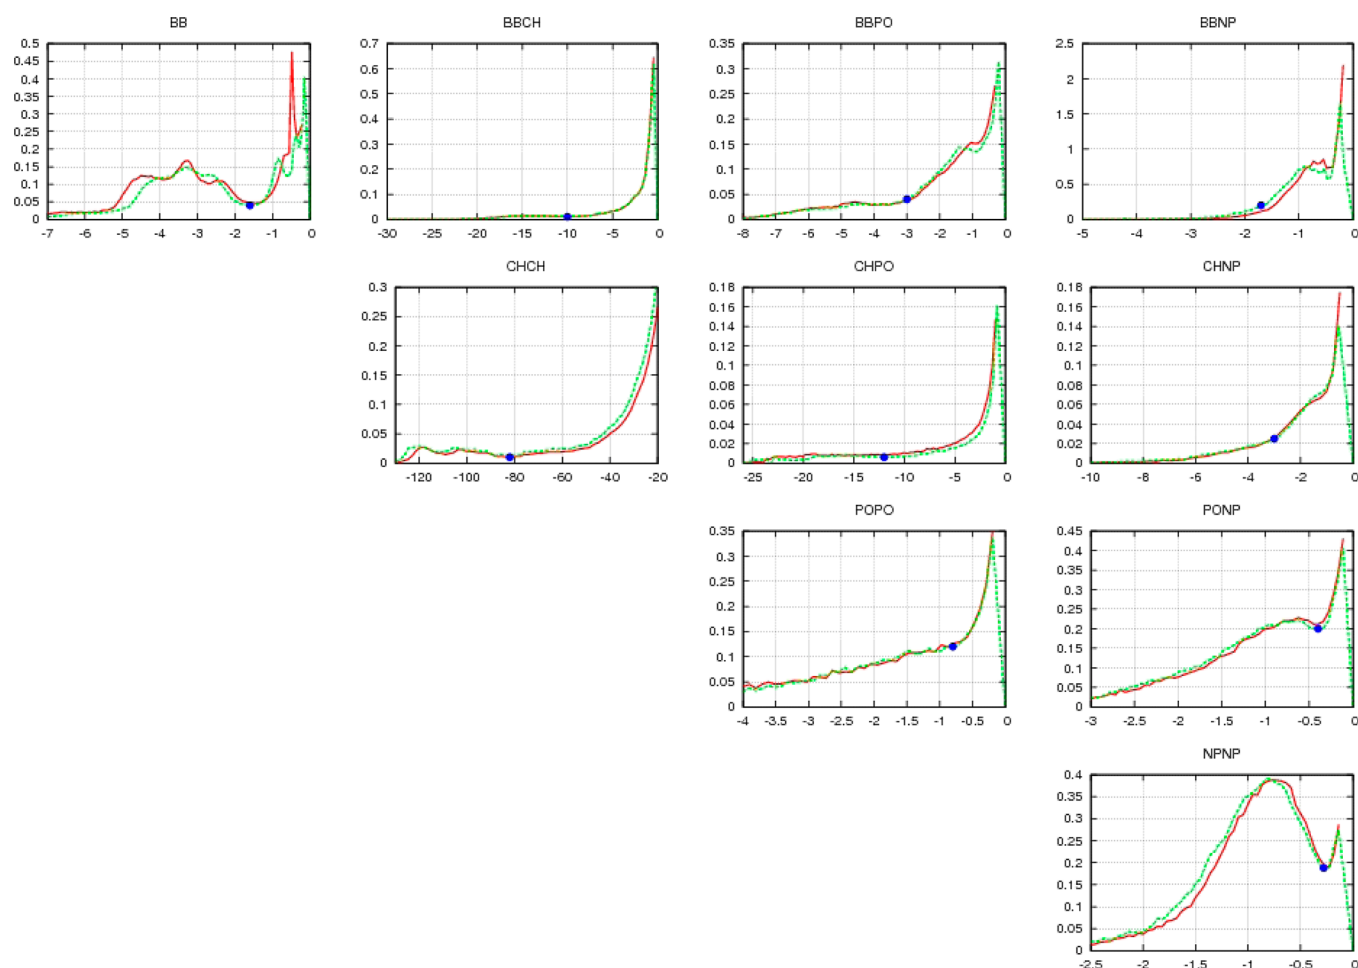 BB BBCH BBPO BBNP
0.5 0.7 0.35 2.5
0.45 0.6 0.3 2
0.4 0.5 0.25 1.5
0.35 0.4 0.2 1
0.3 0.3 0.15 0.5
0.25 0.2 0.1 0
0.2 0.1 0.05
0.15 0 0
0.1
0.05
0
-7 -6 -5 -4 -3 -2 -1 0 -30 -25 -20 -15 -10 -5 0 -8 -7 -6 -5 -4 -3 -2 -1 0 -5 -4 -3 -2 -1 0
CHCH CHPO CHNP
0.3 0.18 0.18
0.25 0.16 0.16
0.2 0.14 0.14
0.15 0.12 0.12
0.1 0.1 0.1
0.05 0.08 0.08
0 0.06 0.06
0.04 0.04
0.02 0.02
0 0
-120 -100 -80 -60 -40 -20 -25 -20 -15 -10 -5 0 -10 -8 -6 -4 -2 0
POPO PONP
0.35 0.45
0.3 0.4
0.25 0.35
0.2 0.3
0.15 0.25
0.1 0.2
0.05 0.15
0 0.1
0.05
0
-4 -3.5 -3 -2.5 -2 -1.5 -1 -0.5 0 -3 -2.5 -2 -1.5 -1 -0.5 0
NPNP
0.4
0.35
0.3
0.25
0.2
0.15
0.1
0.05
0
-2.5 -2 -1.5 -1 -0.5 0